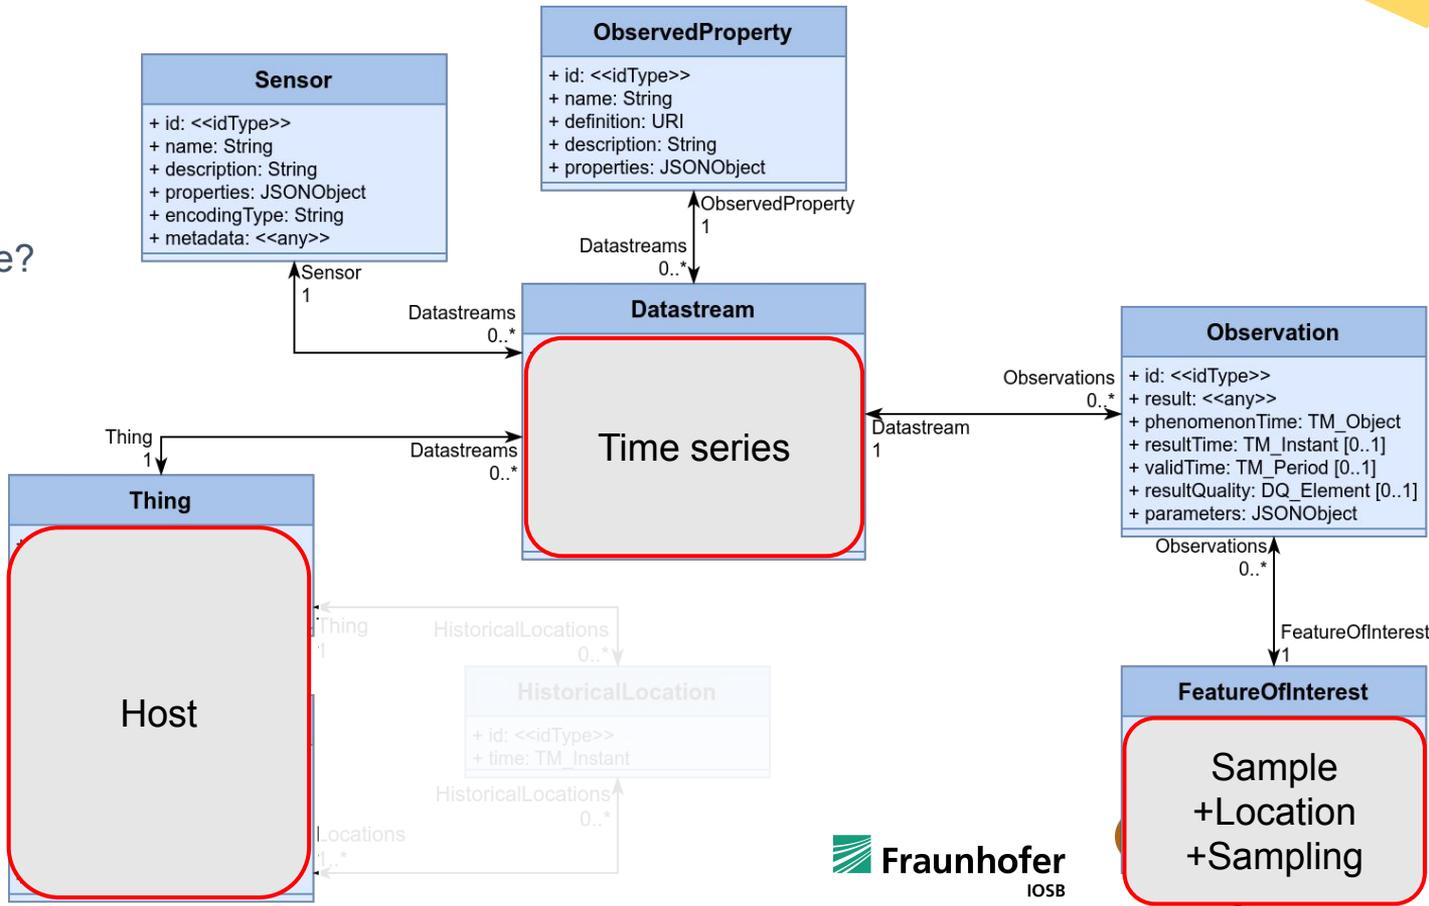 ObservedProperty
+ id: <<idType>>
+ name: String
+ definition: URI
+ description: String
+ properties: JSONObject
Sensor
+ id: <<idType>>
+ name: String
+ description: String
+ properties: JSONObject
+ encodingType: String
+ metadata: <<any>>
e?
ObservedProperty
1
Datastreams
0..*
Sensor
1
Datastreams
0..*
Datastream
Time series
Observations
0..*
Datastream
1
Observation
+ id: <<idType>>
+ result: <<any>>
+ phenomenonTime: TM_Object
+ resultTime: TM_Instant [0..1]
+ validTime: TM_Period [0..1]
+ resultQuality: DQ_Element [0..1]
+ parameters: JSONObject
Thing
1
Datastreams
0..*
Thing
Host
Thing
1
HistoricalLocations
0..*
HistoricalLocation
+ id: <<idType>>
+ time: TM_Instant
HistoricalLocations
0..*
Locations
1..*
Observations
0..*
FeatureOfInterest
1
FeatureOfInterest
Sample
+Location
+Sampling
Fraunhofer
IOSB